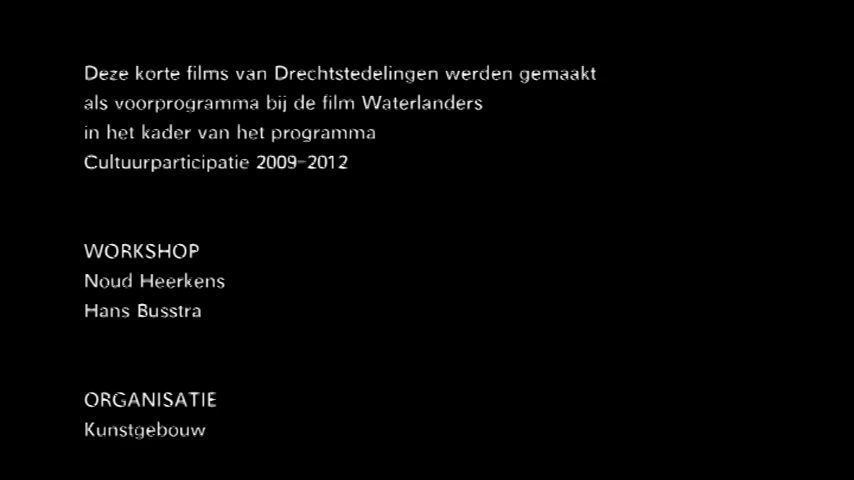 Deze korte films van Drechtstedelingen werden gemaakt
als voorprogramma bij de film Waterlanders
in het kader van het programma
Cultuurparticipatie 2009-2012
WORKSHOP
Noud Heerkens
Hans Busstra
ORGANISATIE
Kunstgebouw